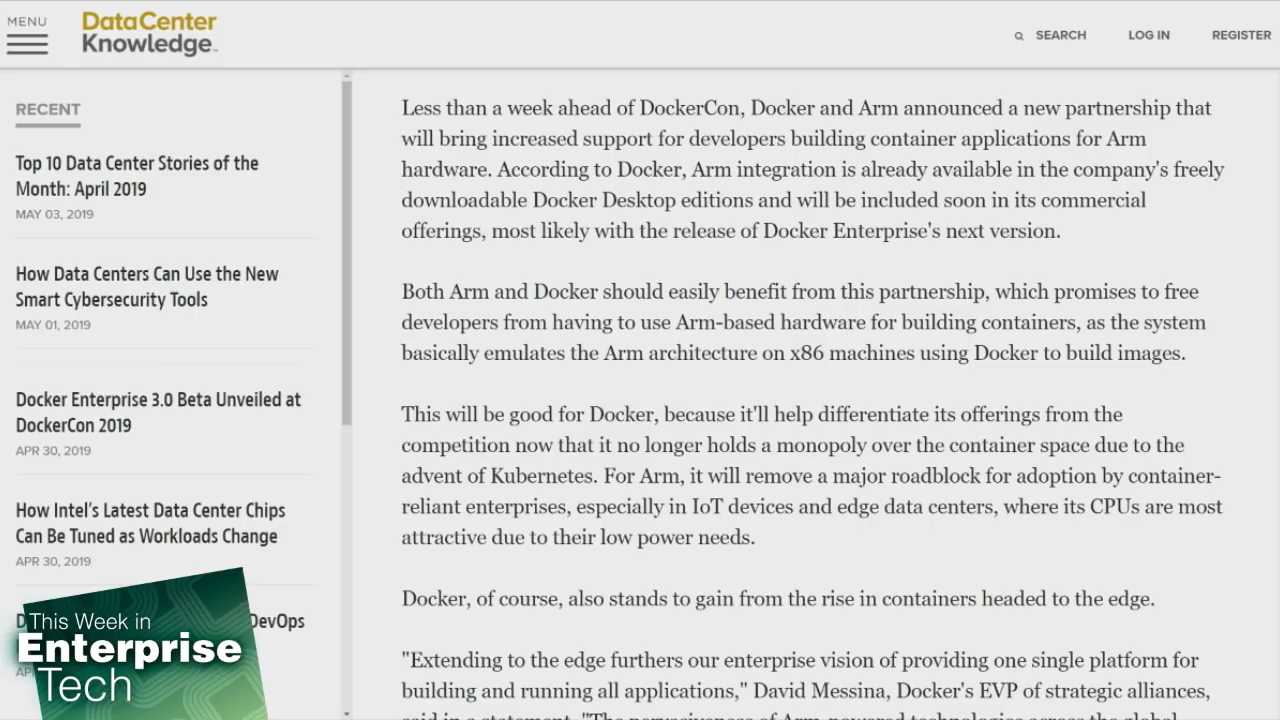 MENU
DataCenter
Knowledge
SEARCH
LOG IN
REGISTER
RECENT
Top 10 Data Center Stories of the
Month: April 2019
MAY 03, 2019
How Data Centers Can Use the New
Smart Cybersecurity Tools
MAY 01, 2019
Docker Enterprise 3.0 Beta Unveiled at
DockerCon 2019
APR 30, 2019
How Intel's Latest Data Center Chips
Can Be Tuned as Workloads Change
APR 30, 2019
DevOps
This Week in
Enterprise
Tech
Less than a week ahead of DockerCon, Docker and Arm announced a new partnership that
will bring increased support for developers building container applications for Arm
hardware. According to Docker, Arm integration is already available in the company's freely
downloadable Docker Desktop editions and will be included soon in its commercial
offerings, most likely with the release of Docker Enterprise's next version.
Both Arm and Docker should easily benefit from this partnership, which promises to free
developers from having to use Arm-based hardware for building containers, as the system
basically emulates the Arm architecture on x86 machines using Docker to build images.
This will be good for Docker, because it'll help differentiate its offerings from the
competition now that it no longer holds a monopoly over the container space due to the
advent of Kubernetes. For Arm, it will remove a major roadblock for adoption by container-
reliant enterprises, especially in IoT devices and edge data centers, where its CPUs are most
attractive due to their low power needs.
Docker, of course, also stands to gain from the rise in containers headed to the edge.
"Extending to the edge furthers our enterprise vision of providing one single platform for
building and running all applications," David Messina, Docker's EVP of strategic alliances,
said in a statement. "The pervasiveness of Arm-powered technologies across the global